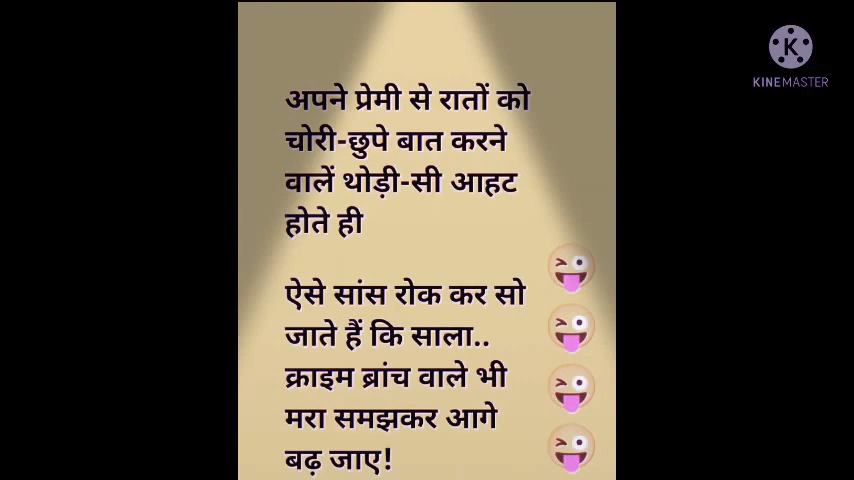 अपने प्रेमी से रातों को
चोरी-छुपे बात करने
वालें थोड़ी-सी आहट
होते ही
ऐसे सांस रोक कर सो
जाते हैं कि साला..
क्राइम ब्रांच वाले भी
मरा समझकर आगे
बढ़ जाए!
K
KINEMASTER